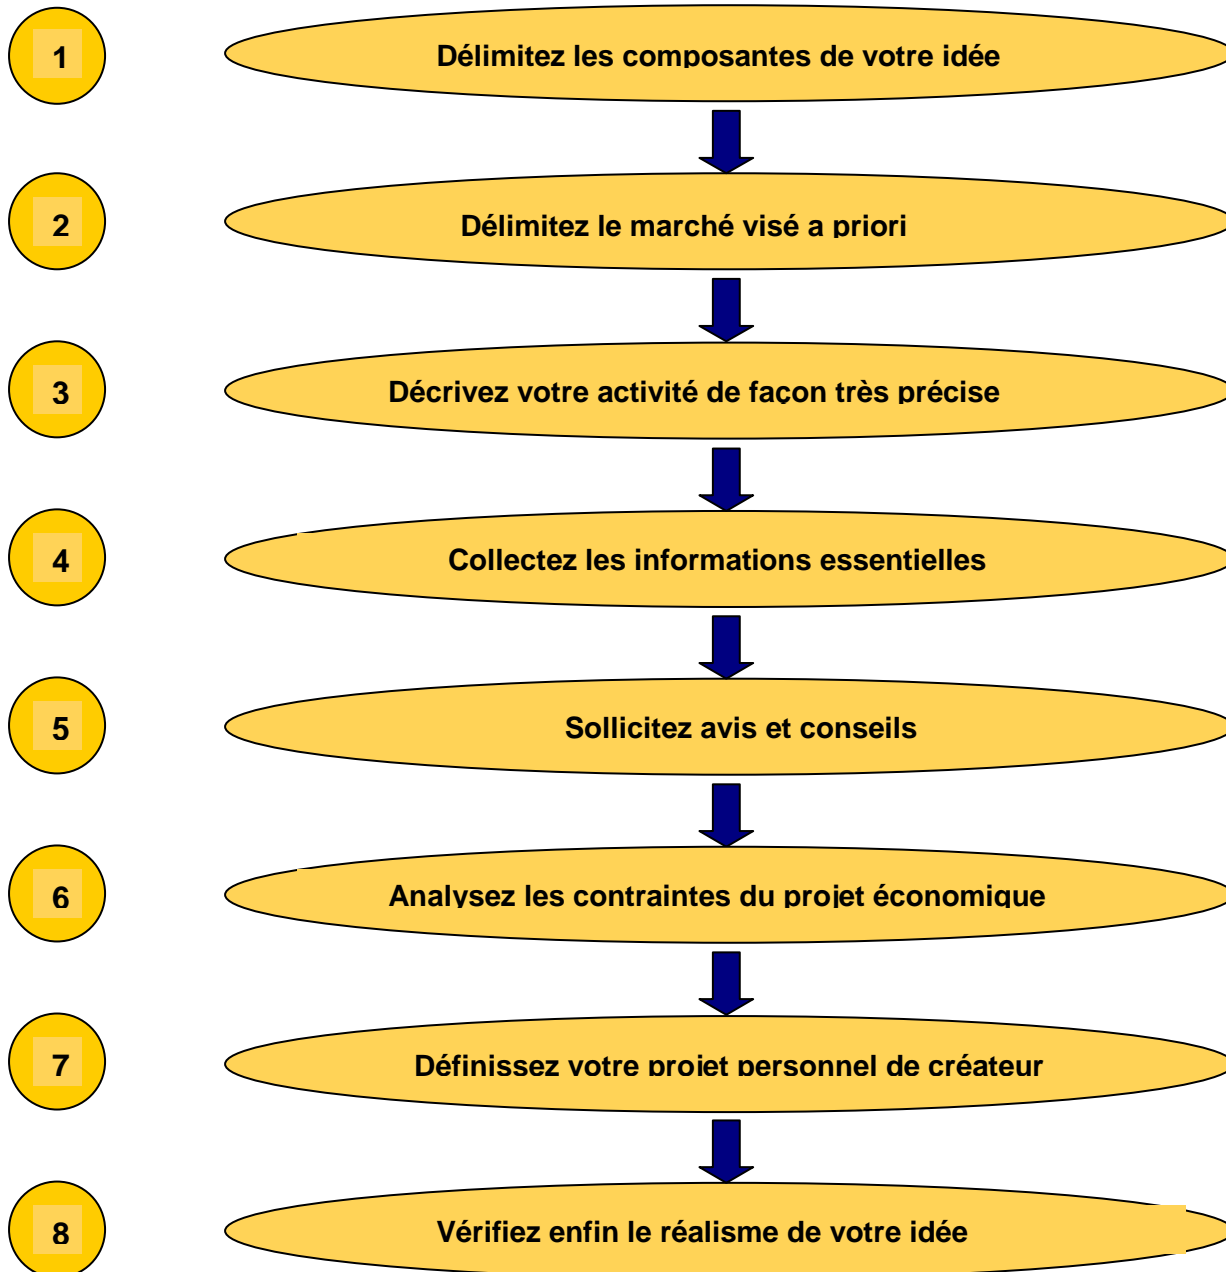 1
Délimitez les composantes de votre idée
2
Délimitez le marché visé a priori
3
Décrivez votre activité de façon très précise
4
Collectez les informations essentielles
5
Sollicitez avis et conseils
6
Analysez les contraintes du projet économique
7
Définissez votre projet personnel de créateur
8
Vérifiez enfin le réalisme de votre idée